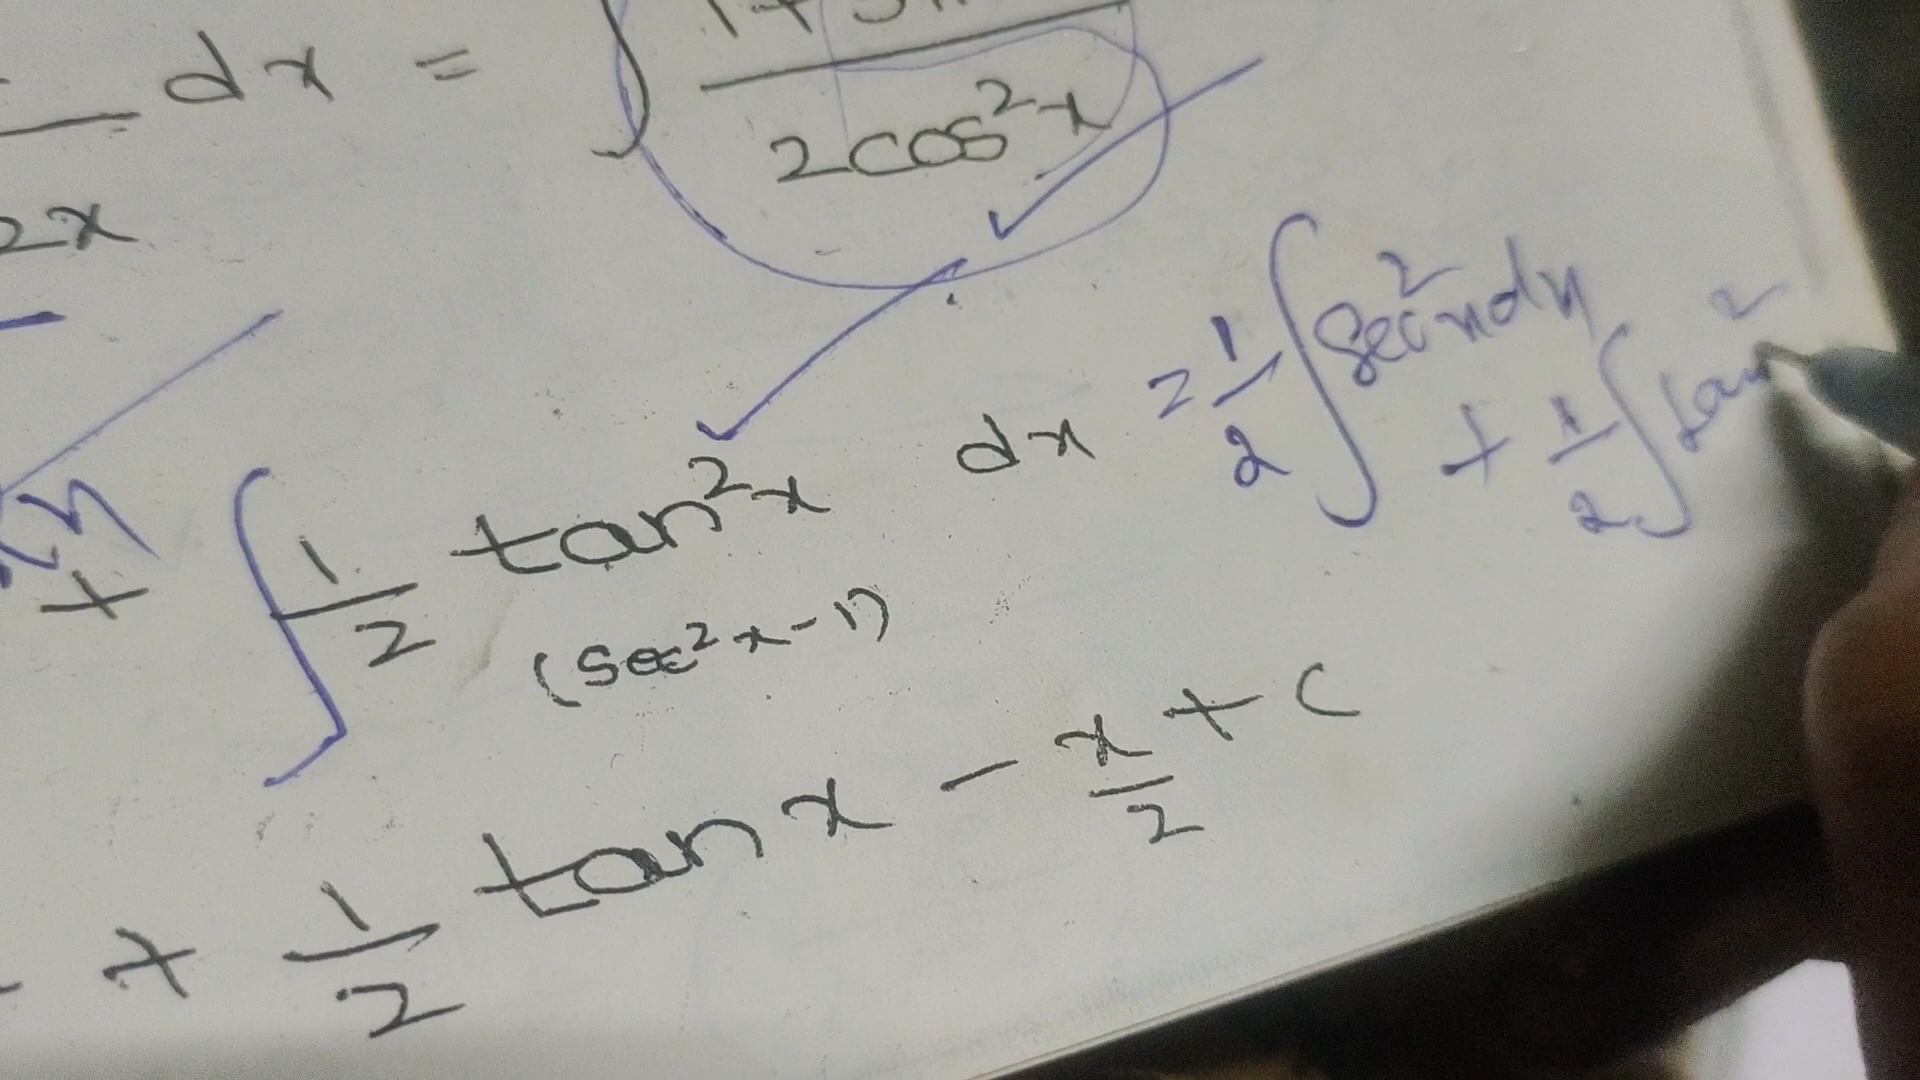 dx = ∫
2cos²x
2x
= 1/2 ∫ sec²x dx
+ 1/2 ∫ tan²
+ ∫ 1/2 tan²x dx
(sec²x-1)
+ 1/2 tan x - x/2 + C